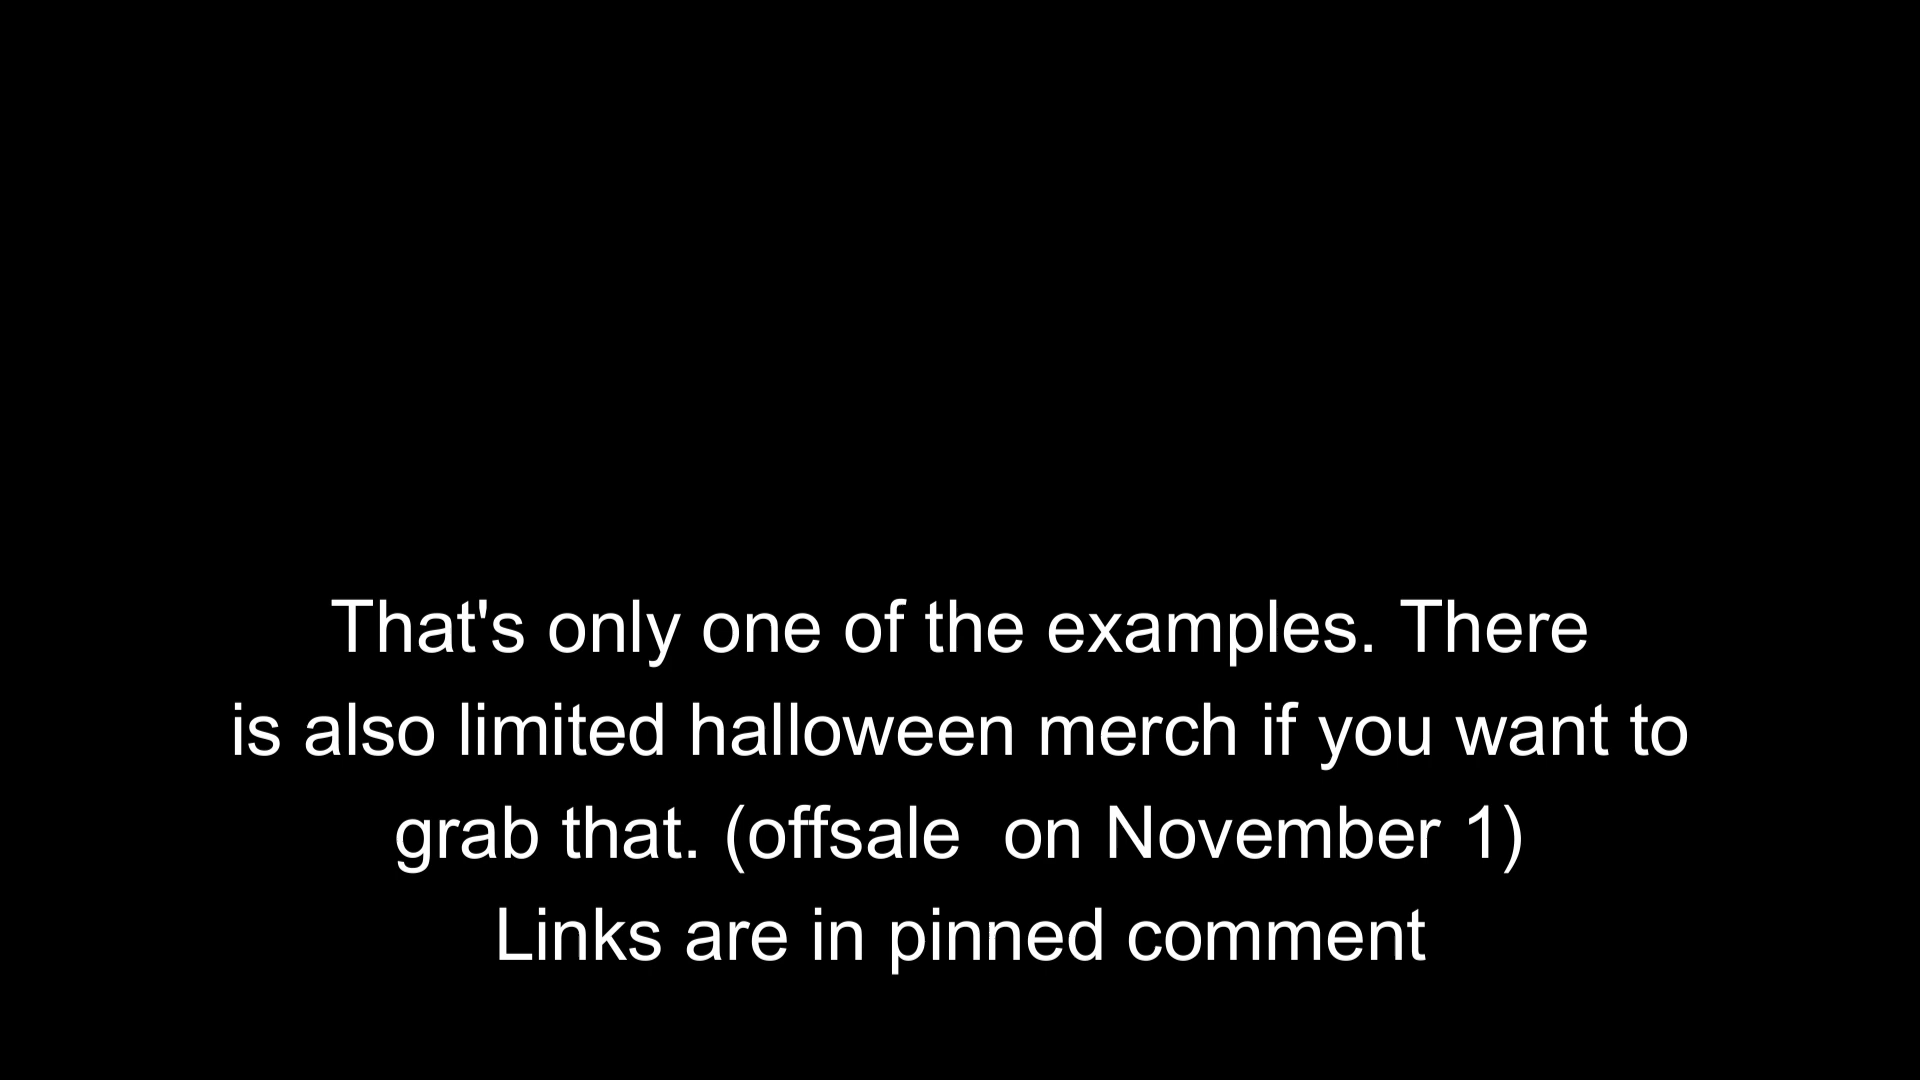 That's only one of the examples. There
is also limited halloween merch if you want to
grab that. (offsale  on November 1)
Links are in pinned comment